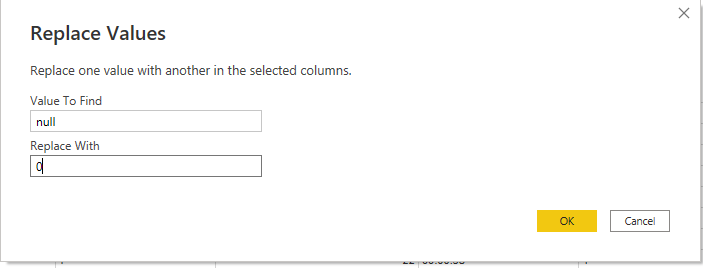 Replace Values
Replace one value with another in the selected columns.
Value To Find
null
Replace With
0
OK
Cancel
22